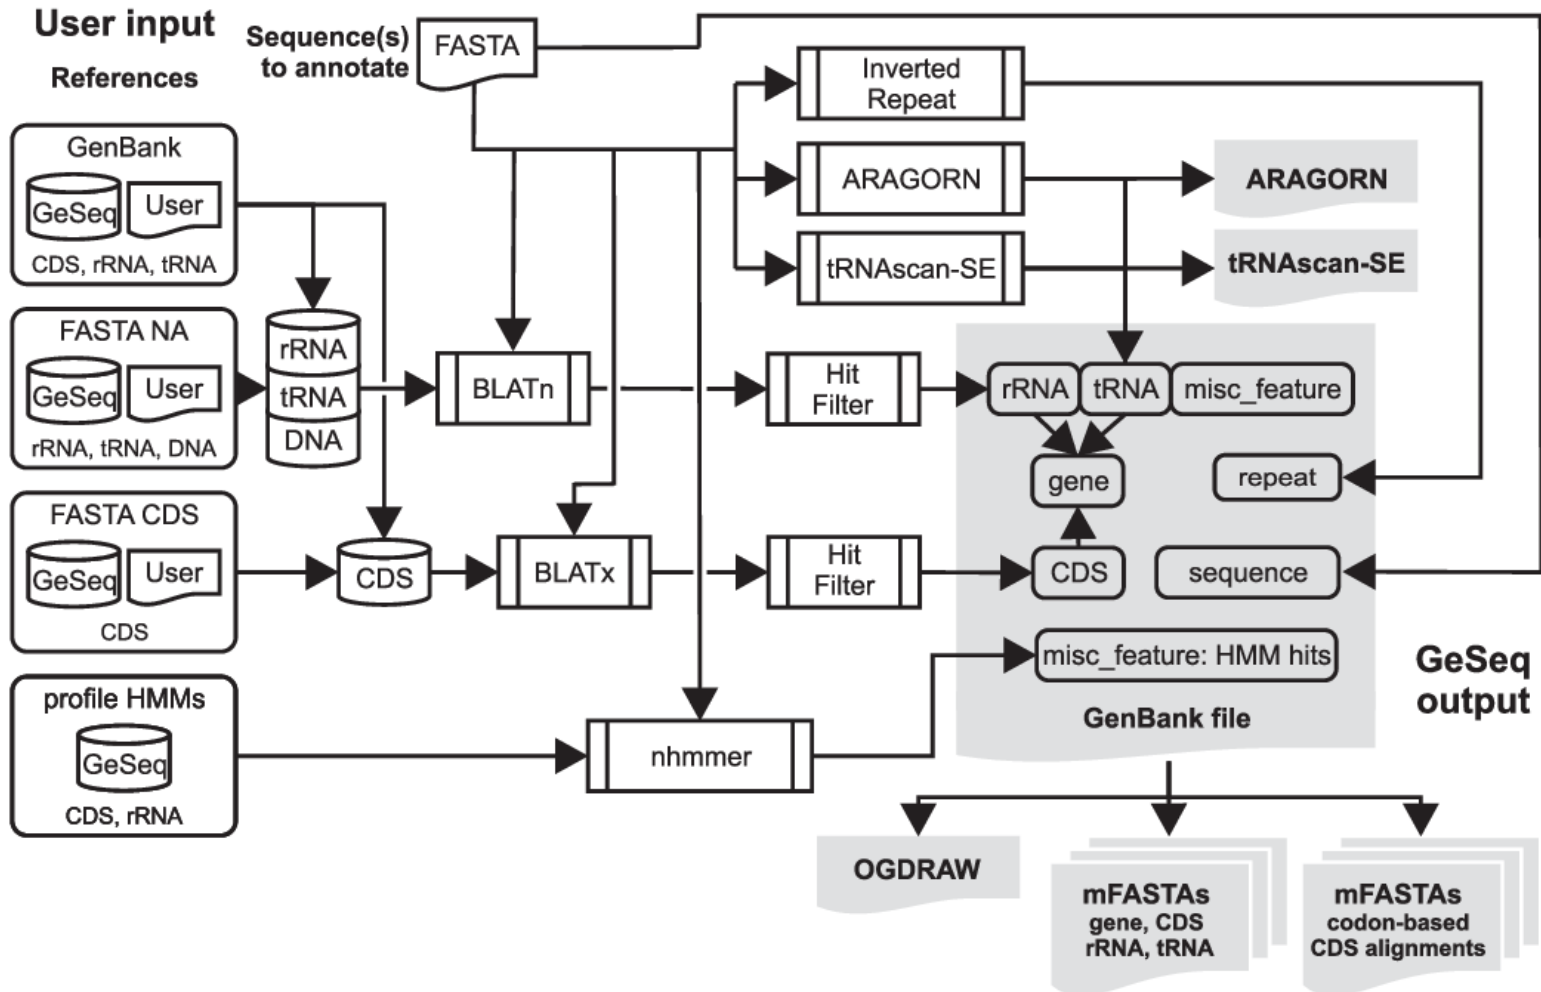 User input
References
Sequence(s)
to annotate
FASTA
GenBank
GeSeq
User
CDS, rRNA, tRNA
FASTA NA
GeSeq
User
rRNA, tRNA, DNA
FASTA CDS
GeSeq
User
CDS
profile HMMs
GeSeq
CDS, rRNA
rRNA
tRNA
DNA
CDS
BLATn
BLATx
nhmmer
Inverted
Repeat
ARAGORN
tRNAscan-SE
Hit
Filter
Hit
Filter
ARAGORN
tRNAscan-SE
rRNA
tRNA
misc_feature
gene
repeat
CDS
sequence
misc_feature: HMM hits
GenBank file
GeSeq
output
OGDRAW
mFASTAs
gene, CDS
rRNA, tRNA
mFASTAs
codon-based
CDS alignments